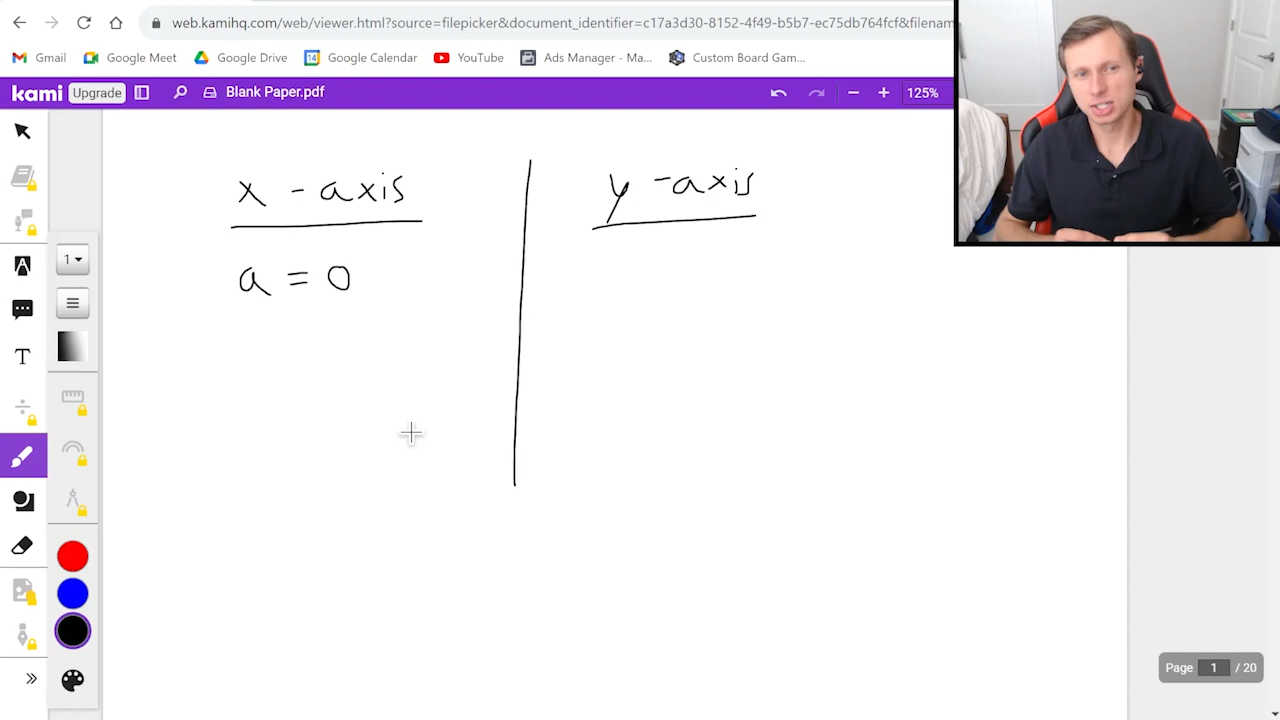 web.kamihq.com/web/viewer.html?source=filepicker&document_identifier=c17a3d30-8152-4f49-b5b7-ec75db764fcf&filenam
Gmail Google Meet Google Drive 14 Google Calendar YouTube Ads Manager - Ma... Custom Board Gam...
kami Upgrade Blank Paper.pdf 125%
x - axis
y - axis
a = 0
1
A
T
Page 1 / 20